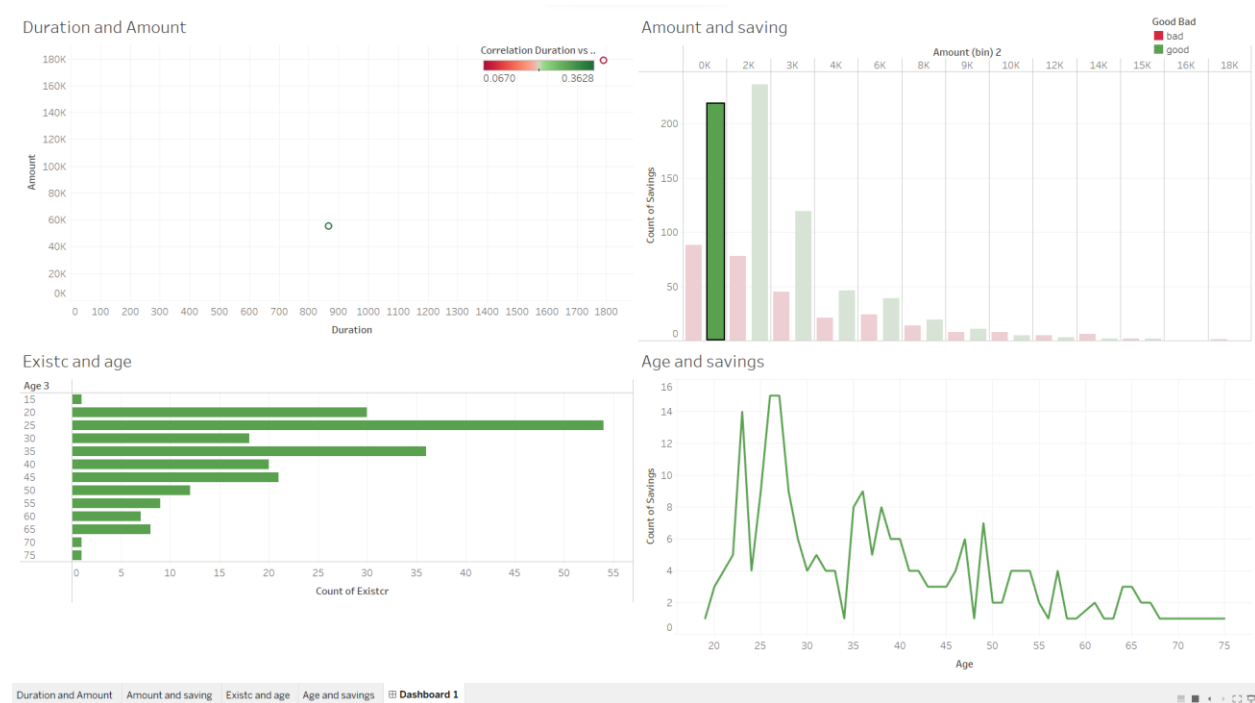 Duration and Amount
Correlation Duration vs ..
0.0670 0.3628
Amount
180K
160K
140K
120K
100K
80K
60K
40K
20K
0K
0 100 200 300 400 500 600 700 800 900 1000 1100 1200 1300 1400 1500 1600 1700 1800
Duration
Amount and saving
Good Bad
bad
good
Amount (bin) 2
0K 2K 3K 4K 6K 8K 9K 10K 12K 14K 15K 16K 18K
Count of Savings
200
150
100
50
0
Existc and age
Age 3
15
20
25
30
35
40
45
50
55
60
65
70
75
0 5 10 15 20 25 30 35 40 45 50 55
Count of Existcr
Age and savings
Count of Savings
16
14
12
10
8
6
4
2
0
20 25 30 35 40 45 50 55 60 65 70 75
Age
Duration and Amount Amount and saving Existc and age Age and savings Dashboard 1